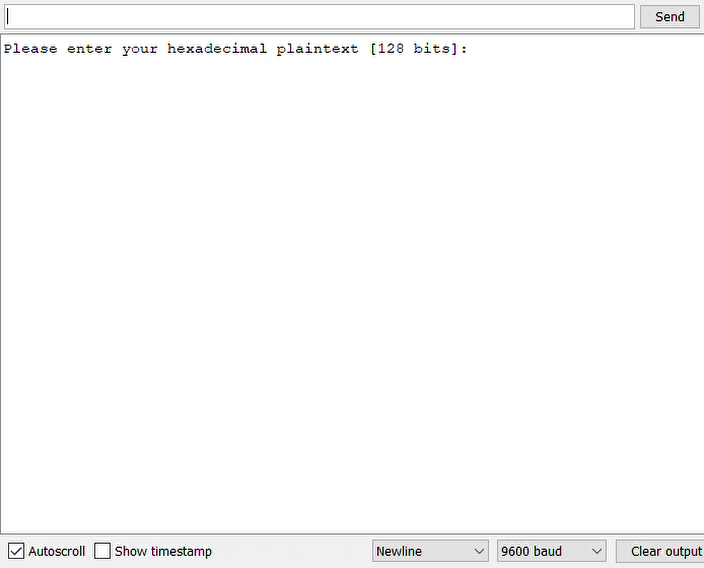 Send
Please enter your hexadecimal plaintext [128 bits]:
Autoscroll Show timestamp Newline 9600 baud Clear output